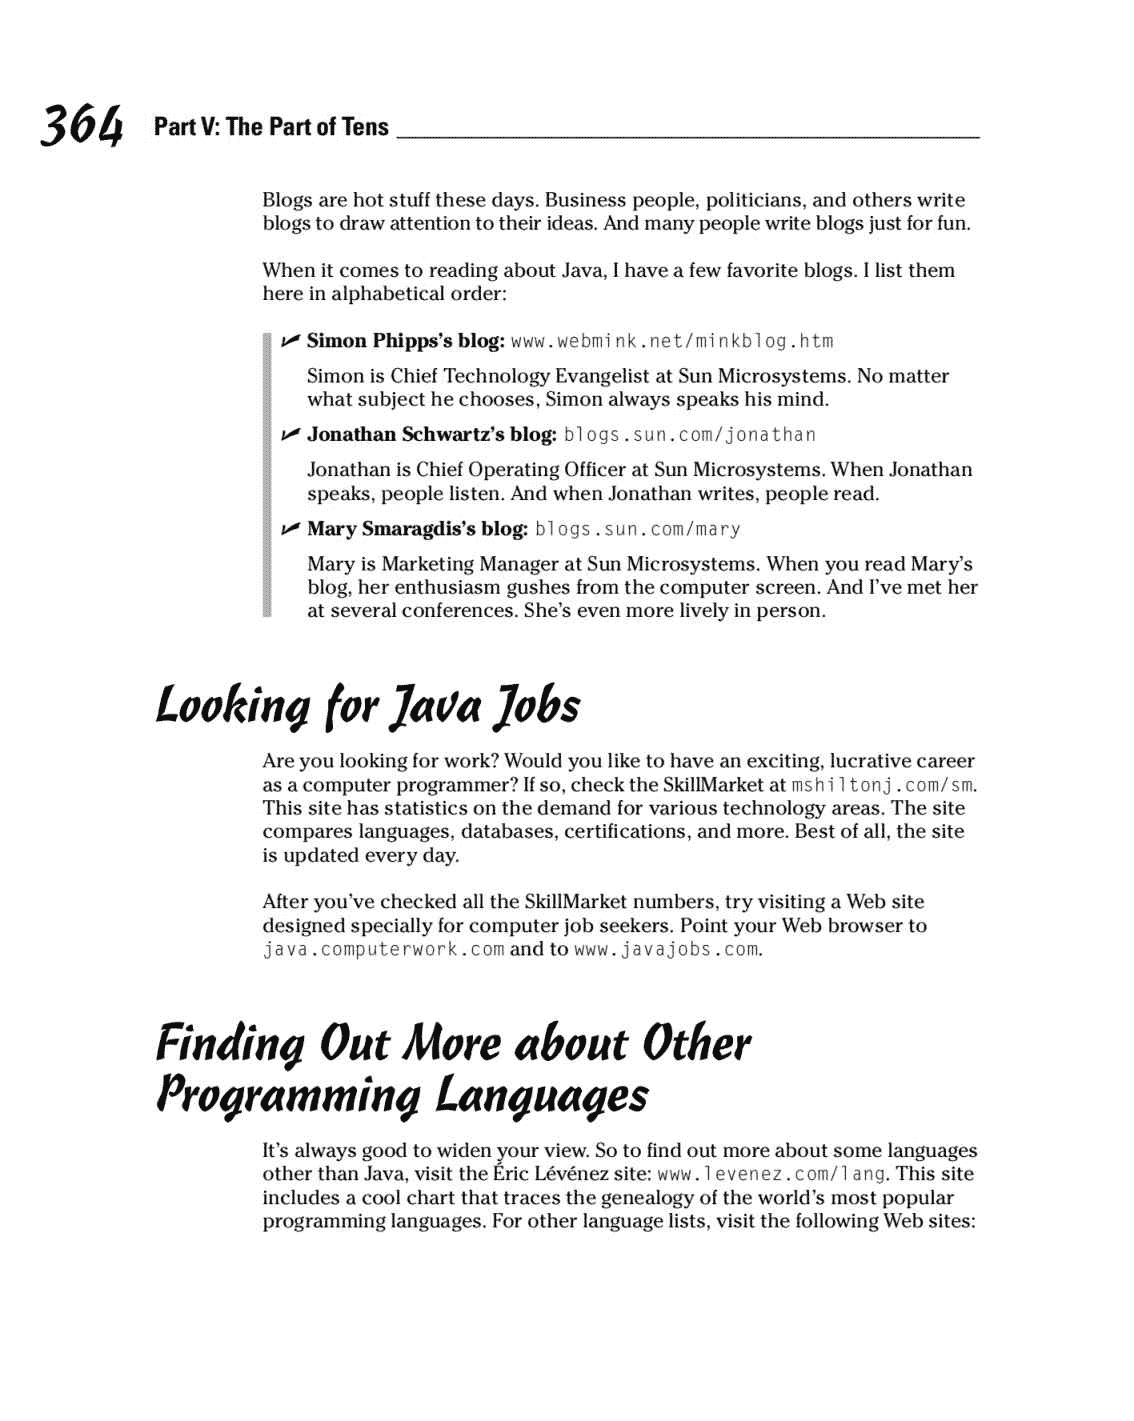 364 Part V: The Part of Tens
Blogs are hot stuff these days. Business people, politicians, and others write
blogs to draw attention to their ideas. And many people write blogs just for fun.
When it comes to reading about Java, I have a few favorite blogs. I list them
here in alphabetical order:
✓ Simon Phipps’s blog: www.webmink.net/minkblog.htm
Simon is Chief Technology Evangelist at Sun Microsystems. No matter
what subject he chooses, Simon always speaks his mind.
✓ Jonathan Schwartz’s blog: blogs.sun.com/jonathan
Jonathan is Chief Operating Officer at Sun Microsystems. When Jonathan
speaks, people listen. And when Jonathan writes, people read.
✓ Mary Smaragdis’s blog: blogs.sun.com/mary
Mary is Marketing Manager at Sun Microsystems. When you read Mary’s
blog, her enthusiasm gushes from the computer screen. And I’ve met her
at several conferences. She’s even more lively in person.
Looking for Java Jobs
Are you looking for work? Would you like to have an exciting, lucrative career
as a computer programmer? If so, check the SkillMarket at mshiltonj.com/sm.
This site has statistics on the demand for various technology areas. The site
compares languages, databases, certifications, and more. Best of all, the site
is updated every day.
After you’ve checked all the SkillMarket numbers, try visiting a Web site
designed specially for computer job seekers. Point your Web browser to
java.computerwork.com and to www.javajobs.com.
Finding Out More about Other
Programming Languages
It’s always good to widen your view. So to find out more about some languages
other than Java, visit the Éric Lévénez site: www.levenez.com/lang. This site
includes a cool chart that traces the genealogy of the world’s most popular
programming languages. For other language lists, visit the following Web sites: